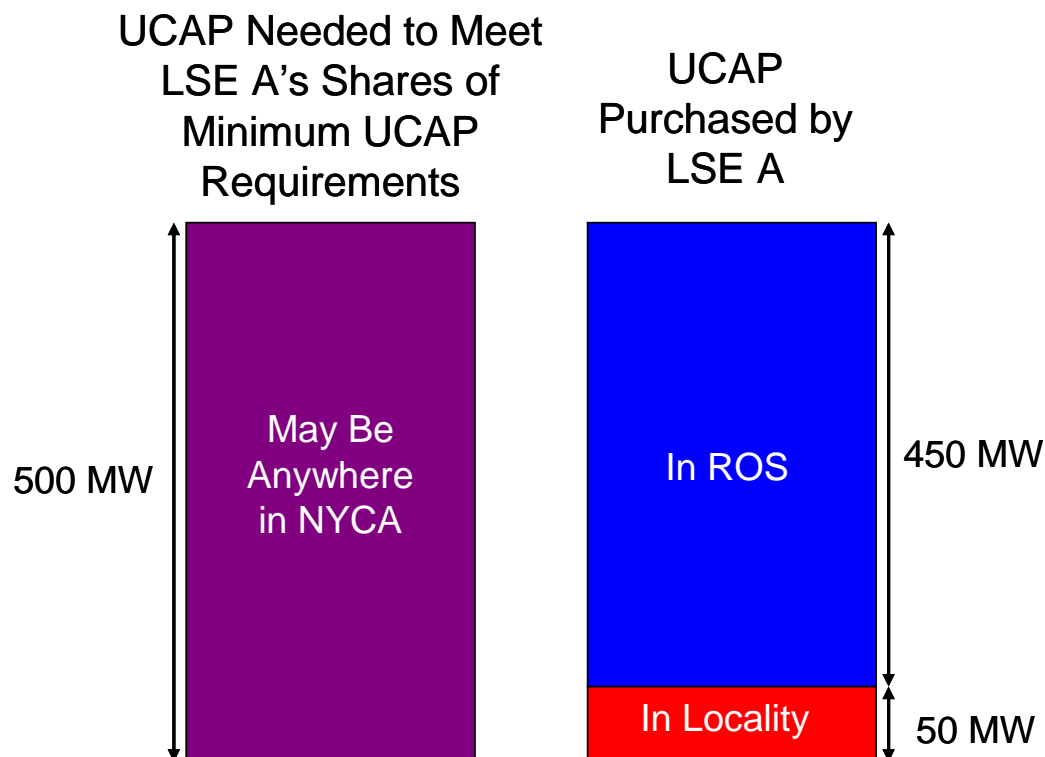 UCAP Needed to Meet
LSE A's Shares of
Minimum UCAP
Requirements
UCAP
Purchased by
LSE A
500 MW
May Be
Anywhere
in NYCA
In ROS
450 MW
In Locality
50 MW